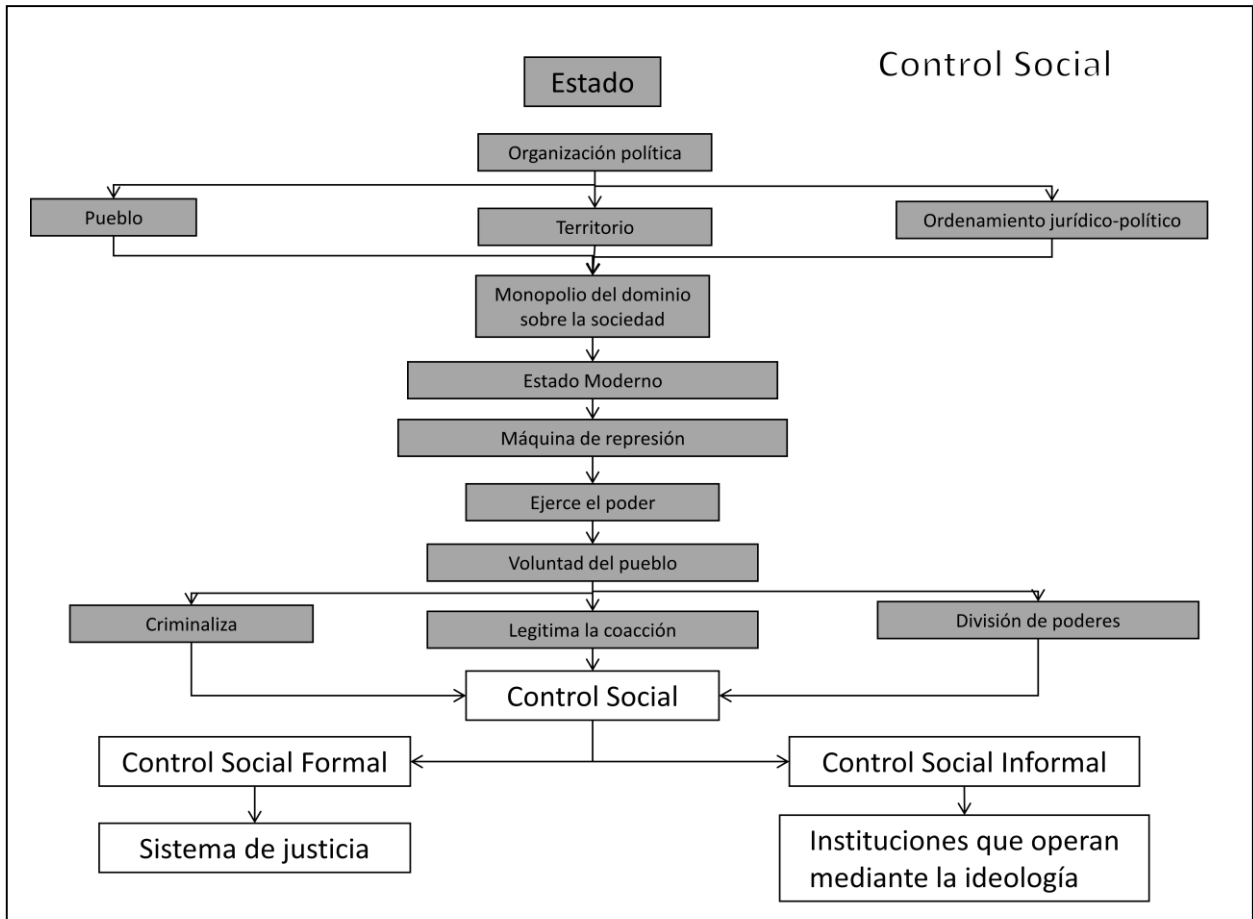 Control Social
Estado
Organización política
Pueblo
Territorio
Ordenamiento jurídico-político
Monopolio del dominio
sobre la sociedad
Estado Moderno
Máquina de represión
Ejerce el poder
Voluntad del pueblo
Criminaliza
Legitima la coacción
División de poderes
Control Social
Control Social Formal
Control Social Informal
Sistema de justicia
Instituciones que operan
mediante la ideología